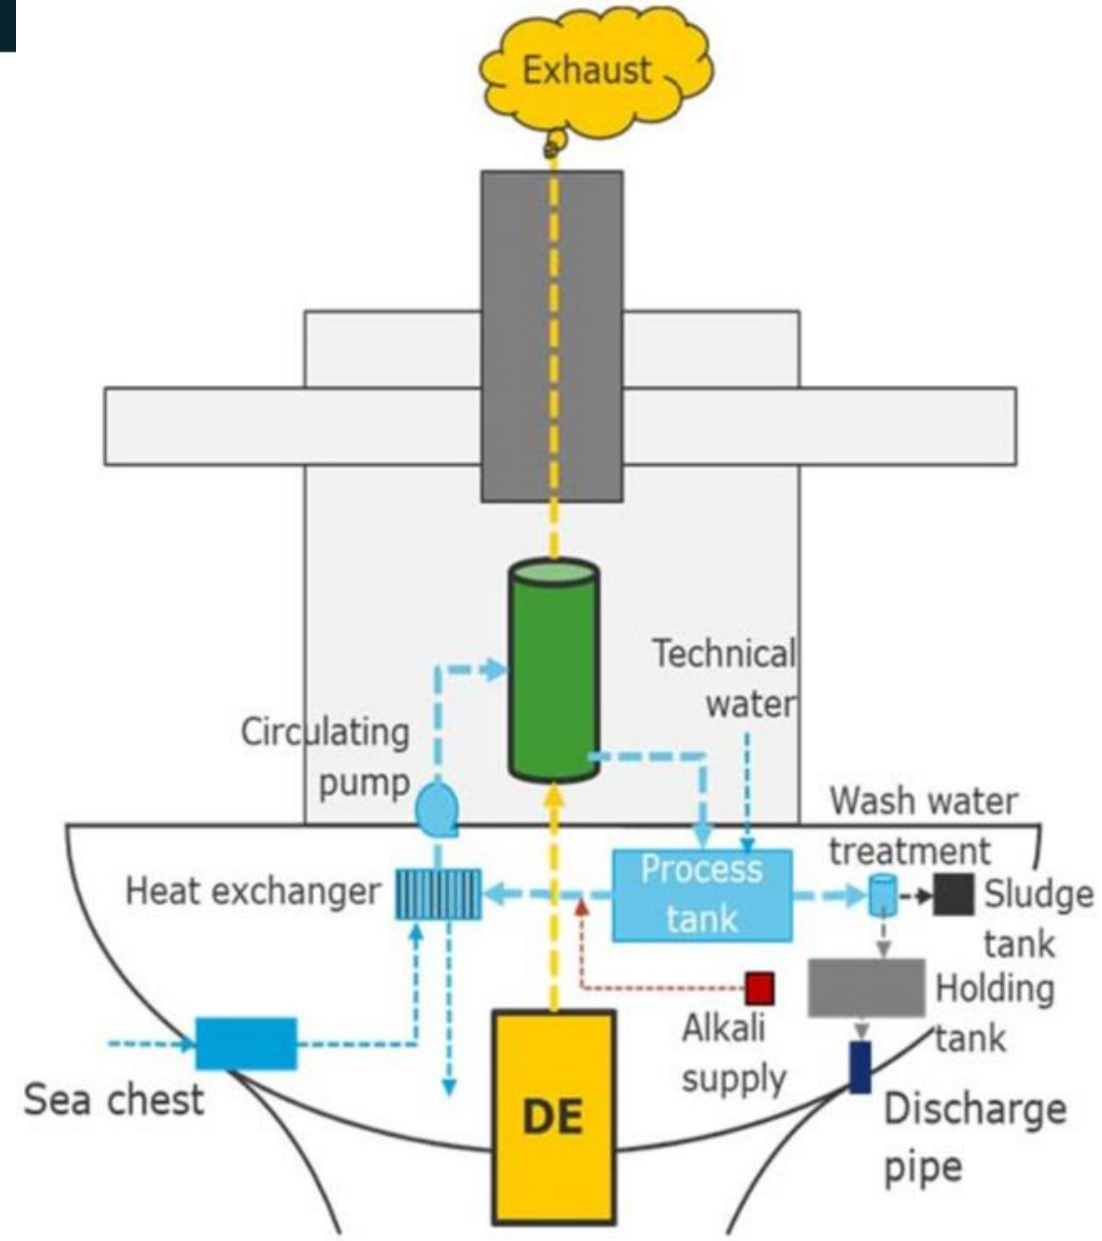 Exhaust
Technical
water
Circulating
pump
Wash water
treatment
Process
tank
Heat exchanger
Sludge
tank
Holding
tank
Alkali
supply
Sea chest
DE
Discharge
pipe